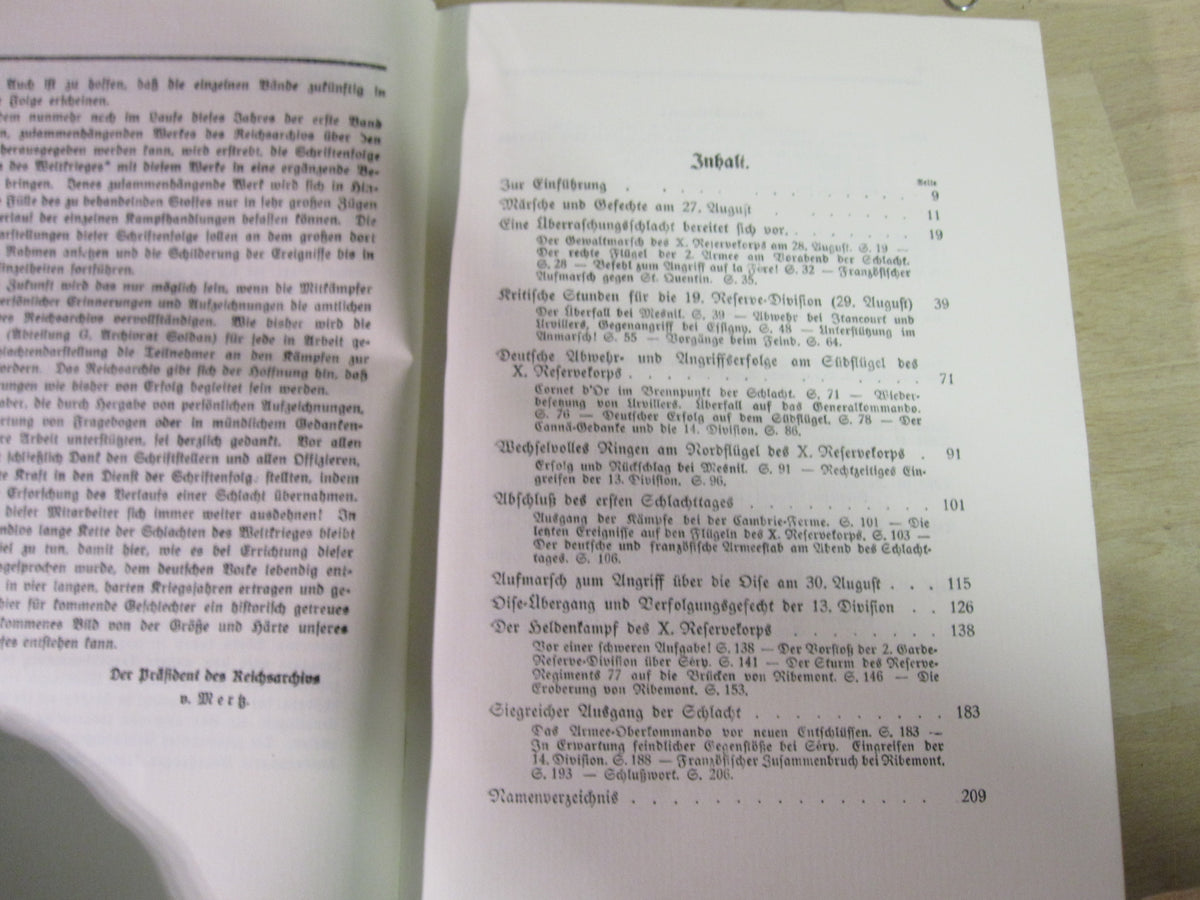 Auch ist zu hoffen, daß die einzelnen Bände zukünftig in
Folge erscheinen.
dem nunmehr noch im Laufe dieses Jahres der erste Band
n, zusammenhängenden Werkes des Reichsarchivs über den
herausgegeben werden kann, wird erstrebt, die Schriftenfolge
des Weltkrieges" mit diesem Werke in eine ergänzende Be-
bringen. Jenes zusammenhängende Werk wird sich in Hin-
Fülle des zu behandelnden Stoffes nur in sehr großen Zügen
erlauf der einzelnen Kampfhandlungen befassen können. Die
arstellungen dieser Schriftenfolge sollen an dem großen dort
Rahmen ansetzen und die Schilderung der Ereignisse bis in
inzelheiten fortführen.
Zukunft wird das nur möglich sein, wenn die Mitkämpfer
ersönlicher Erinnerungen und Aufzeichnungen die amtlichen
es Reichsarchivs vervollständigen. Wie bisher wird die
(Abteilung G, Archivrat Soldan) für jede in Arbeit ge-
hlachtendarstellung die Teilnehmer an den Kämpfen zur
ordern. Das Reichsarchiv gibt sich der Hoffnung hin, daß
rungen wie bisher von Erfolg begleitet sein werden.
aber, die durch Hergabe von persönlichen Aufzeichnungen,
rtung von Fragebogen oder in mündlichem Gedanken-
re Arbeit unterstützten, sei herzlich gedankt. Vor allen
schließlich Dank den Schriftstellern und allen Offizieren,
e Kraft in den Dienst der Schriftenfolge stellten, indem
Erforschung des Verlaufs einer Schlacht übernahmen.
dieser Mitarbeiter sich immer weiter ausdehnen! In
ndlos lange Kette der Schlachten des Weltkrieges bleibt
iel zu tun, damit hier, wie es bei Errichtung dieser
sgesprochen wurde, dem deutschen Volke lebendig ent-
in vier langen, harten Kriegsjahren ertragen und ge-
hier für kommende Geschlechter ein historisch getreues
kommenes Bild von der Größe und Härte unseres
fes entstehen kann.
Der Präsident des Reichsarchivs
v. Mertz.
Inhalt.
Seite
Zur Einführung . . . . . . . . . . 9
Märsche und Gefechte am 27. August . . . . . . 11
Eine Überraschungsschlacht bereitet sich vor. . . . . . 19
Der Gewaltmarsch des X. Reservekorps am 28. August. S. 19 —
Der rechte Flügel der 2. Armee am Vorabend der Schlacht.
S. 28 — Befehl zum Angriff auf la Fère! S. 32 — Französischer
Aufmarsch gegen St. Quentin. S. 35.
Kritische Stunden für die 19. Reserve-Division (29. August) 39
Der Überfall bei Mesnil. S. 39 — Abwehr bei Itancourt und
Urvillers, Gegenangriff bei Essigny. S. 48 — Unterstützung im
Anmarsch! S. 55 — Vorgänge beim Feind. S. 64.
Deutsche Abwehr- und Angriffserfolge am Südflügel des
X. Reservekorps . . . . . . . . . . . 71
Cornet d'Or im Brennpunkt der Schlacht. S. 71 — Wieder-
besetzung von Urvillers. Überfall auf das Generalkommando.
S. 76 — Deutscher Erfolg auf dem Südflügel. S. 78 — Der
Cannä-Gedanke und die 14. Division. S. 86.
Wechselvolles Ringen am Nordflügel des X. Reservekorps . 91
Erfolg und Rückschlag bei Mesnil. S. 91 — Rechtzeitiges Ein-
greifen der 13. Division. S. 96.
Abschluß des ersten Schlachttages . . . . . . . . 101
Ausgang der Kämpfe bei der Cambrie-Ferme. S. 101 — Die
letzten Ereignisse auf den Flügeln des X. Reservekorps. S. 103 —
Der deutsche und französische Armeestab am Abend des Schlacht-
tages. S. 106.
Aufmarsch zum Angriff über die Oise am 30. August . . . 115
Oise-Übergang und Verfolgungsgefecht der 13. Division . . 126
Der Heldenkampf des X. Reservekorps . . . . . . . 138
Vor einer schweren Aufgabe! S. 138 — Der Vorstoß der 2. Garde-
Reserve-Division über Séry. S. 141 — Der Sturm des Reserve-
Regiments 77 auf die Brücken von Ribemont. S. 146 — Die
Eroberung von Ribemont. S. 153.
Siegreicher Ausgang der Schlacht . . . . . . . . 183
Das Armee-Oberkommando vor neuen Entschlüssen. S. 183 —
In Erwartung feindlicher Gegenstöße bei Séry. Eingreifen der
14. Division. S. 188 — Französischer Zusammenbruch bei Ribemont.
S. 193 — Schlußwort. S. 206.
Namenverzeichnis . . . . . . . . . . . . 209